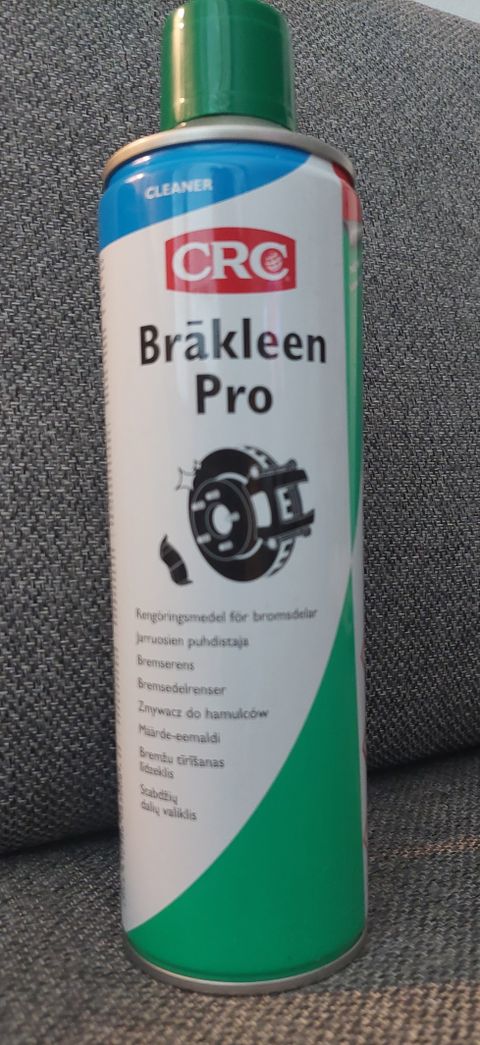 CLEANER
CRC
Brākleen
Pro
Rengöringsmedel för bromsdelar
Jarruosien puhdistaja
Bremserens
Bremsedelrenser
Zmywacz do hamulców
Määrde-eemaldi
Bremžu tīrīšanas
līdzeklis
Stabdžių
dalių valiklis